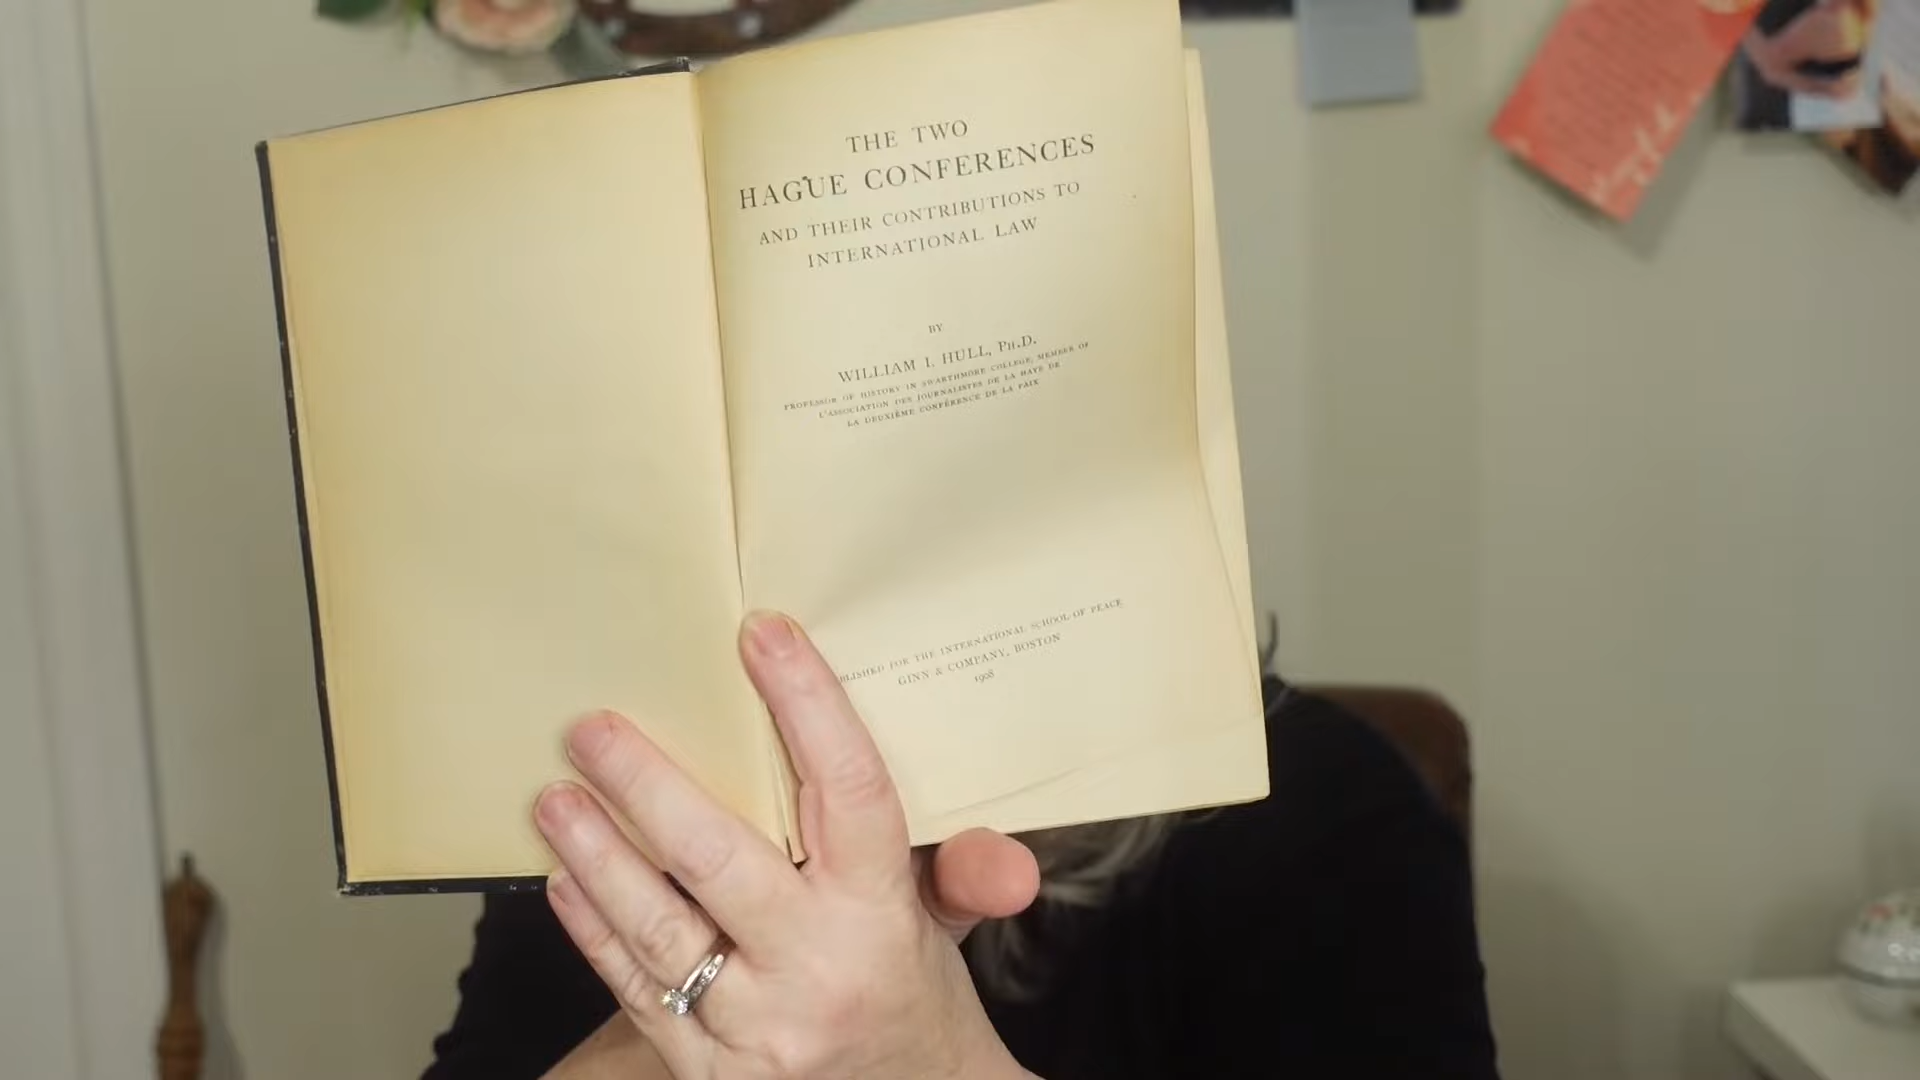 THE TWO
HAGUE CONFERENCES
AND THEIR CONTRIBUTIONS TO
INTERNATIONAL LAW
BY
WILLIAM I. HULL, PH.D.
PROFESSOR OF HISTORY IN SWARTHMORE COLLEGE, MEMBER OF
L'ASSOCIATION DES JOURNALISTES DE LA HAYE DE
LA DEUXIÈME CONFÉRENCE DE LA PAIX
BLISHED FOR THE INTERNATIONAL SCHOOL OF PEACE
GINN & COMPANY, BOSTON
1908